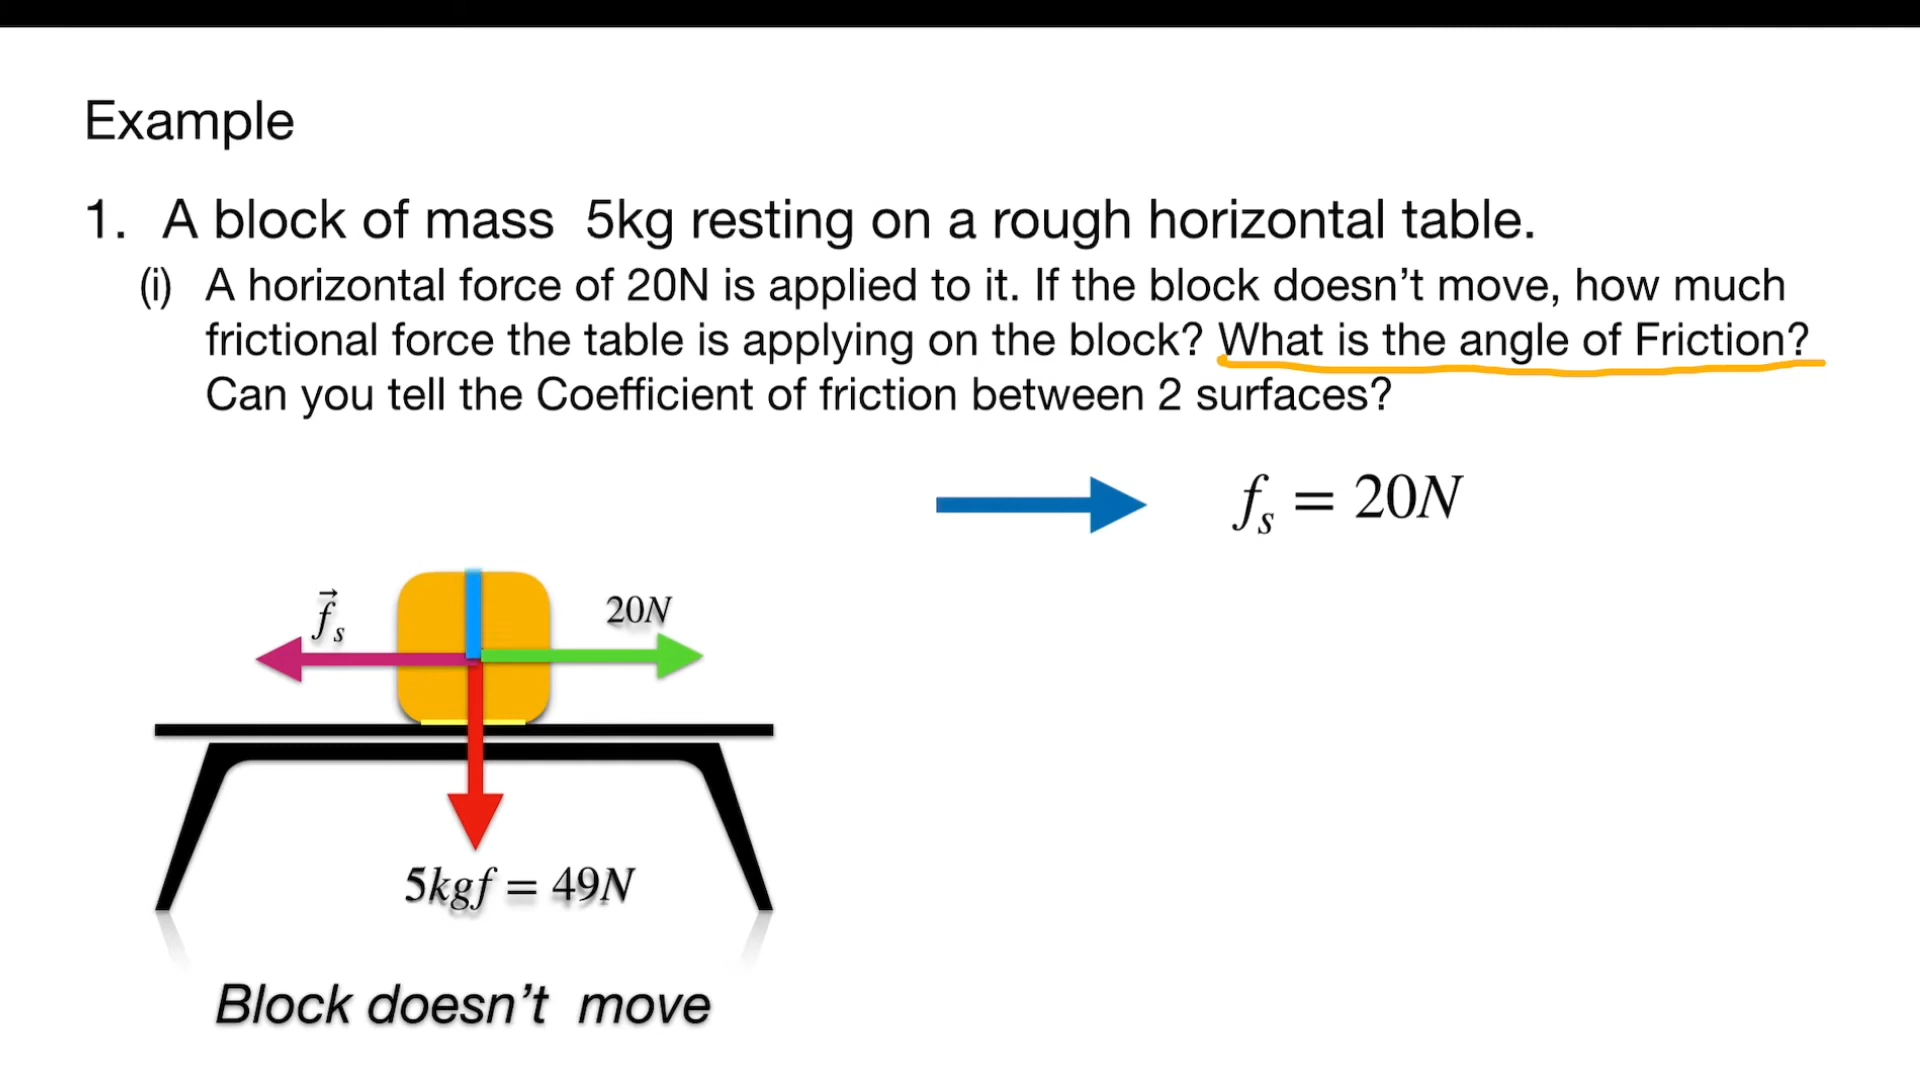 Example
1. A block of mass 5kg resting on a rough horizontal table.
(i) A horizontal force of 20N is applied to it. If the block doesn’t move, how much
frictional force the table is applying on the block? What is the angle of Friction?
Can you tell the Coefficient of friction between 2 surfaces?
f⃗ₛ
20N
fₛ = 20N
5kgf = 49N
Block doesn’t move